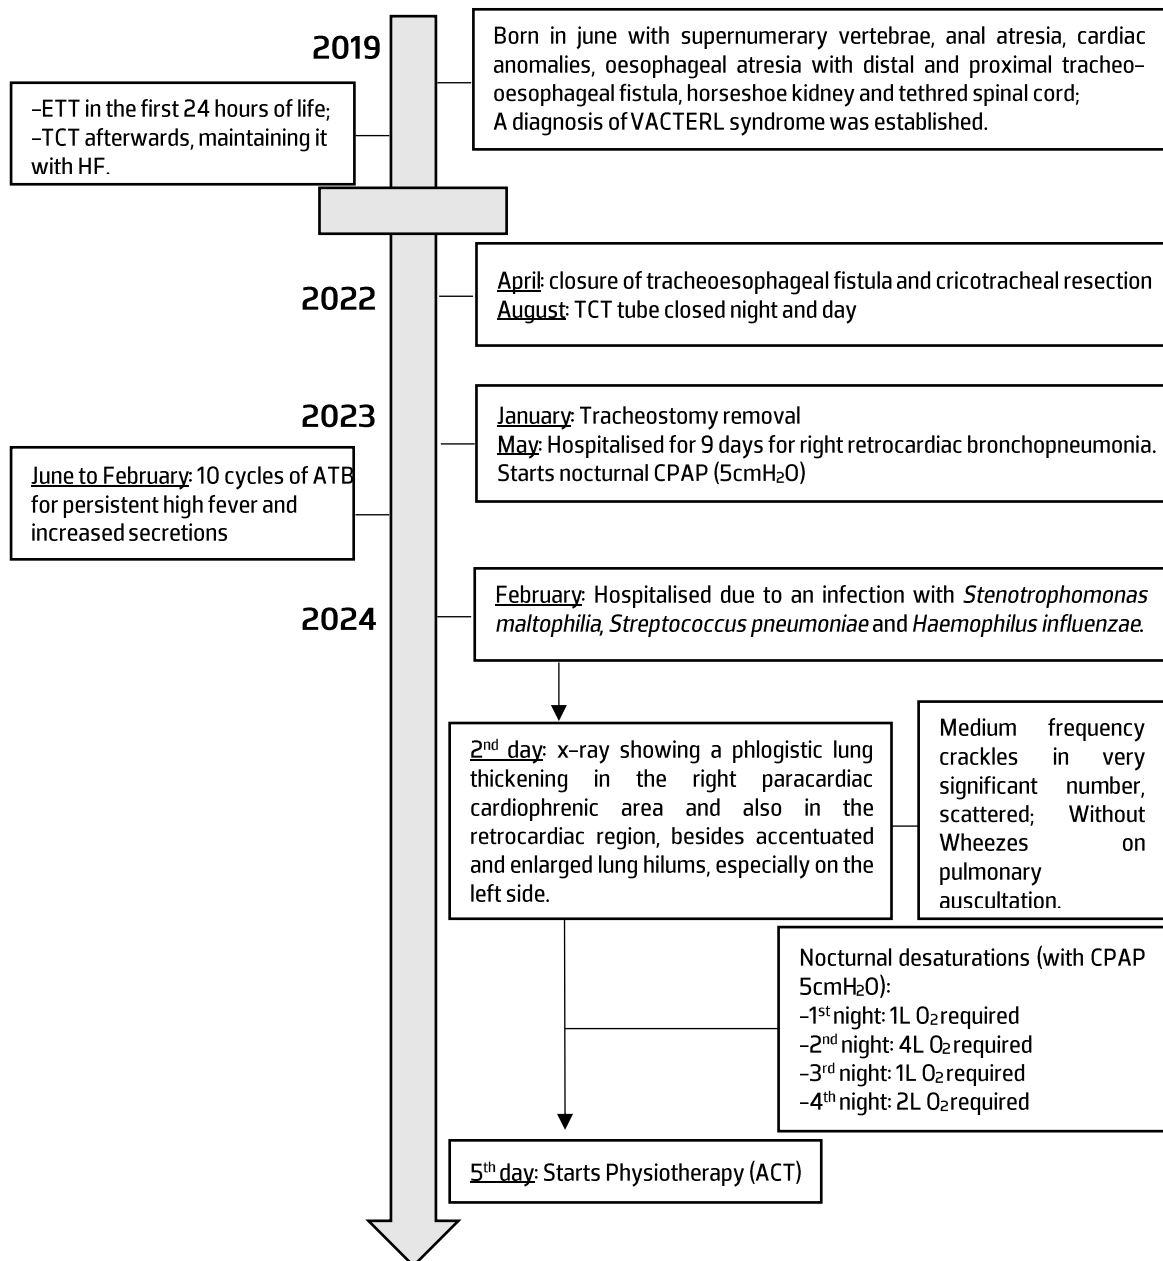 2019
Born in june with supernumerary vertebrae, anal atresia, cardiac
anomalies, oesophageal atresia with distal and proximal tracheo-
oesophageal fistula, horseshoe kidney and tethred spinal cord;
A diagnosis of VACTERL syndrome was established.
-ETT in the first 24 hours of life;
-TCT afterwards, maintaining it
with HF.
2022
April: closure of tracheoesophageal fistula and cricotracheal resection
August: TCT tube closed night and day
2023
January: Tracheostomy removal
May: Hospitalised for 9 days for right retrocardiac bronchopneumonia.
Starts nocturnal CPAP (5cmH₂O)
June to February: 10 cycles of ATB
for persistent high fever and
increased secretions
2024
February: Hospitalised due to an infection with Stenotrophomonas
maltophilia, Streptococcus pneumoniae and Haemophilus influenzae.
2nd day: x-ray showing a phlogistic lung
thickening in the right paracardiac
cardiophrenic area and also in the
retrocardiac region, besides accentuated
and enlarged lung hilums, especially on the
left side.
Medium frequency
crackles in very
significant number,
scattered; Without
Wheezes on
pulmonary
auscultation.
Nocturnal desaturations (with CPAP
5cmH₂O):
-1st night: 1L O₂ required
-2nd night: 4L O₂ required
-3rd night: 1L O₂ required
-4th night: 2L O₂ required
5th day: Starts Physiotherapy (ACT)